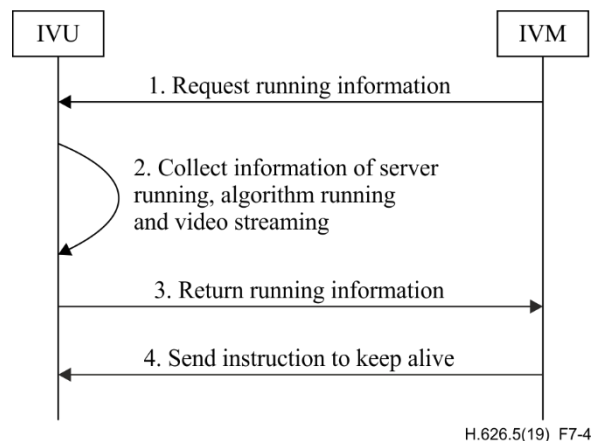 IVU
IVM
1. Request running information
2. Collect information of server
running, algorithm running
and video streaming
3. Return running information
4. Send instruction to keep alive
H.626.5(19)_F7-4